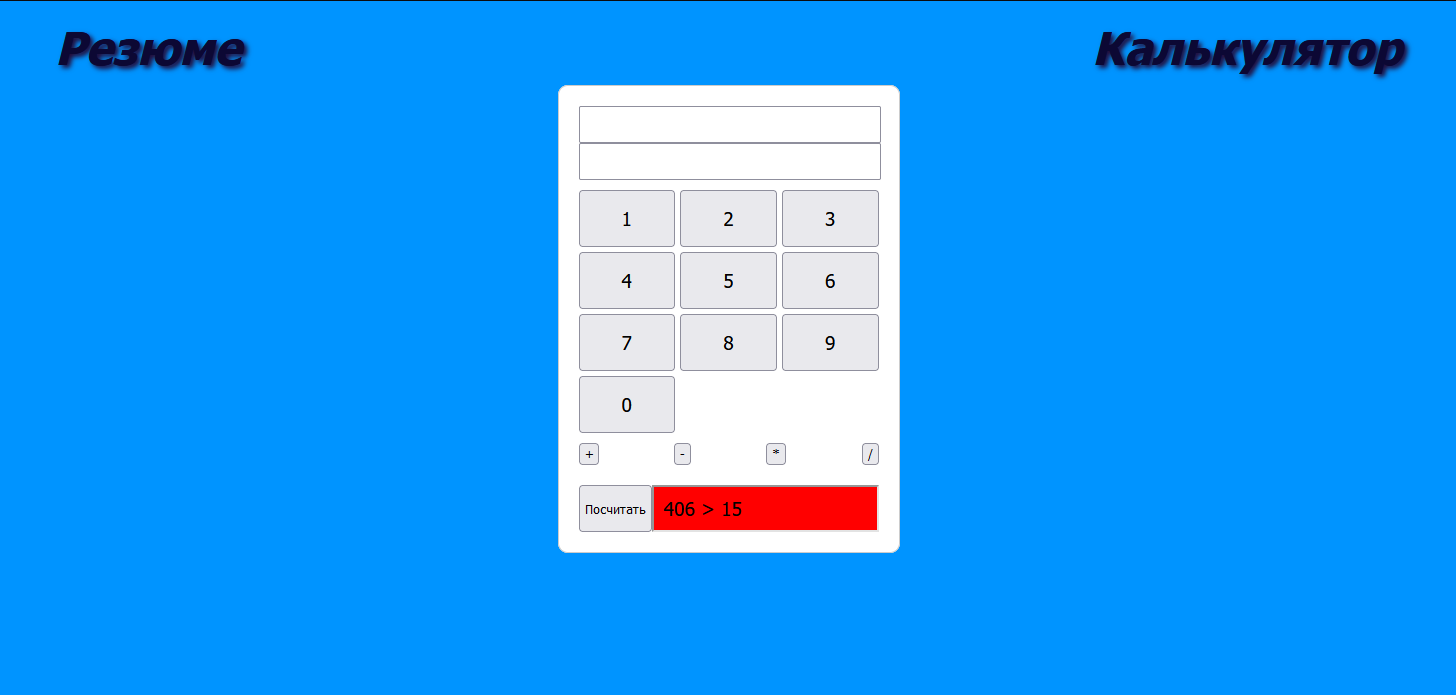 Резюме
Калькулятор
1 2 3
4 5 6
7 8 9
0
+ - * /
Посчитать 406 > 15